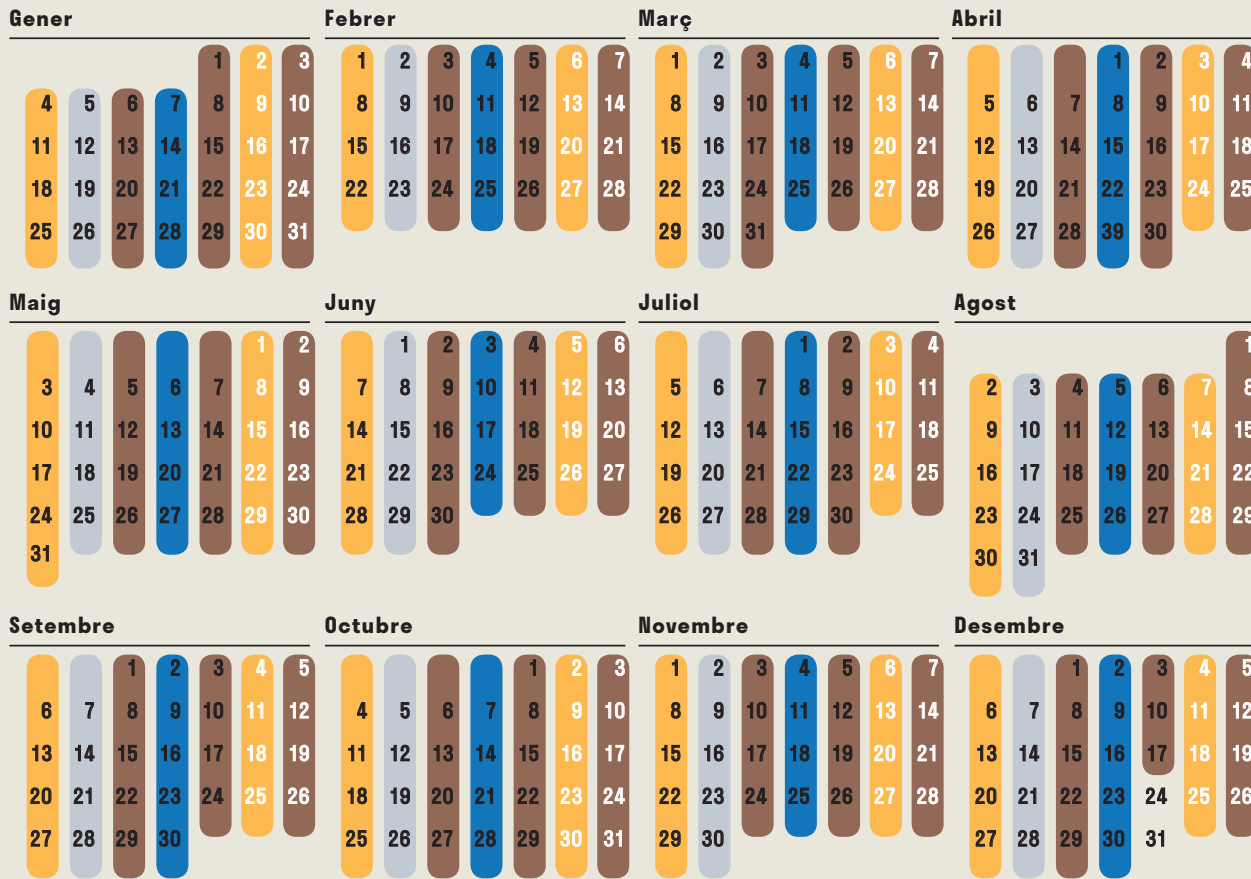 Gener
1 2 3
4 5 6 7 8 9 10
11 12 13 14 15 16 17
18 19 20 21 22 23 24
25 26 27 28 29 30 31
Febrer
1 2 3 4 5 6 7
8 9 10 11 12 13 14
15 16 17 18 19 20 21
22 23 24 25 26 27 28
Març
1 2 3 4 5 6 7
8 9 10 11 12 13 14
15 16 17 18 19 20 21
22 23 24 25 26 27 28
29 30 31
Abril
1 2 3 4
5 6 7 8 9 10 11
12 13 14 15 16 17 18
19 20 21 22 23 24 25
26 27 28 39 30
Maig
1 2
3 4 5 6 7 8 9
10 11 12 13 14 15 16
17 18 19 20 21 22 23
24 25 26 27 28 29 30
31
Juny
1 2 3 4 5 6
7 8 9 10 11 12 13
14 15 16 17 18 19 20
21 22 23 24 25 26 27
28 29 30
Juliol
1 2 3 4
5 6 7 8 9 10 11
12 13 14 15 16 17 18
19 20 21 22 23 24 25
26 27 28 29 30
Agost
1
2 3 4 5 6 7 8
9 10 11 12 13 14 15
16 17 18 19 20 21 22
23 24 25 26 27 28 29
30 31
Setembre
1 2 3 4 5
6 7 8 9 10 11 12
13 14 15 16 17 18 19
20 21 22 23 24 25 26
27 28 29 30
Octubre
1 2 3
4 5 6 7 8 9 10
11 12 13 14 15 16 17
18 19 20 21 22 23 24
25 26 27 28 29 30 31
Novembre
1 2 3 4 5 6 7
8 9 10 11 12 13 14
15 16 17 18 19 20 21
22 23 24 25 26 27 28
29 30
Desembre
1 2 3 4 5
6 7 8 9 10 11 12
13 14 15 16 17 18 19
20 21 22 23 24 25 26
27 28 29 30 31